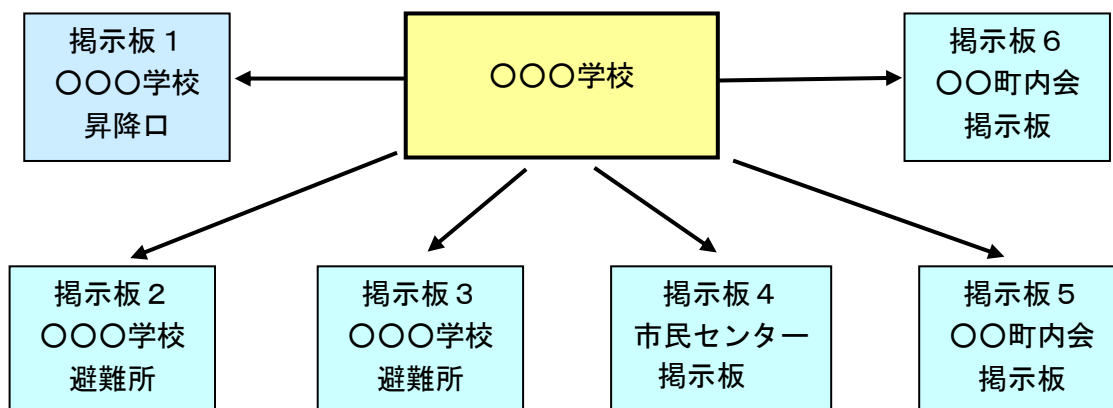 掲示板１
〇〇〇学校
昇降口
〇〇〇学校
掲示板６
〇〇町内会
掲示板
掲示板２
〇〇〇学校
避難所
掲示板３
〇〇〇学校
避難所
掲示板４
市民センター
掲示板
掲示板５
〇〇町内会
掲示板